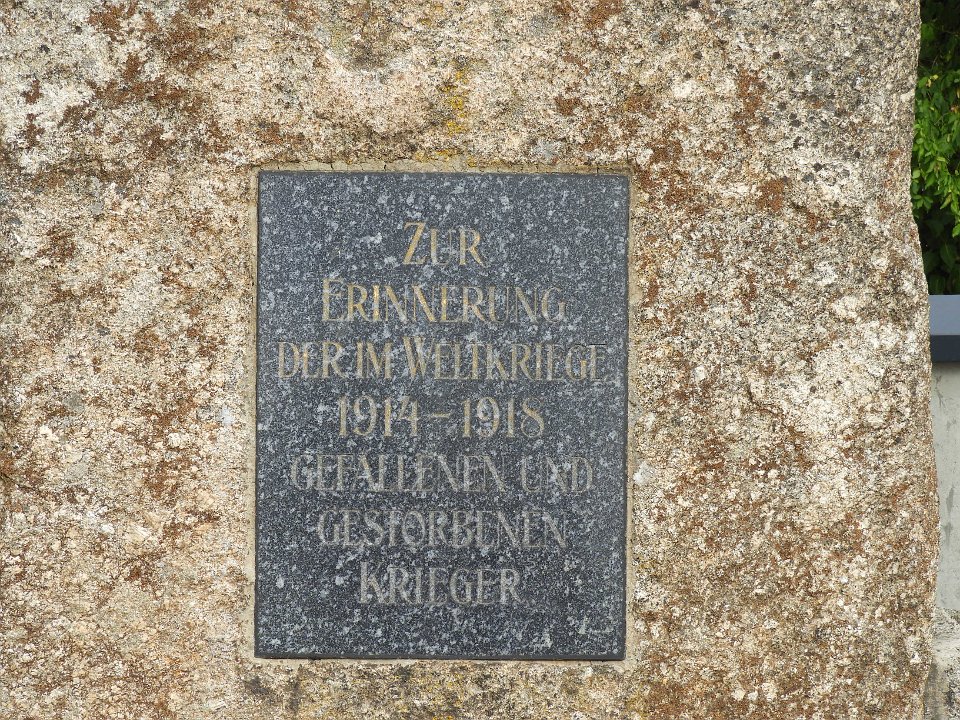 ZUR
ERINNERUNG
DER IM WELTKRIEGE
1914-1918
GEFALLENEN UND
GESTORBENEN
KRIEGER